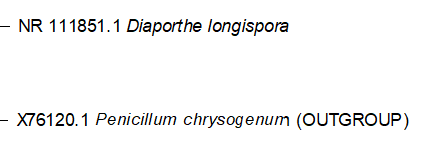 NR 111851.1 Diaporthe longispora
X76120.1 Penicillum chrysogenum (OUTGROUP)